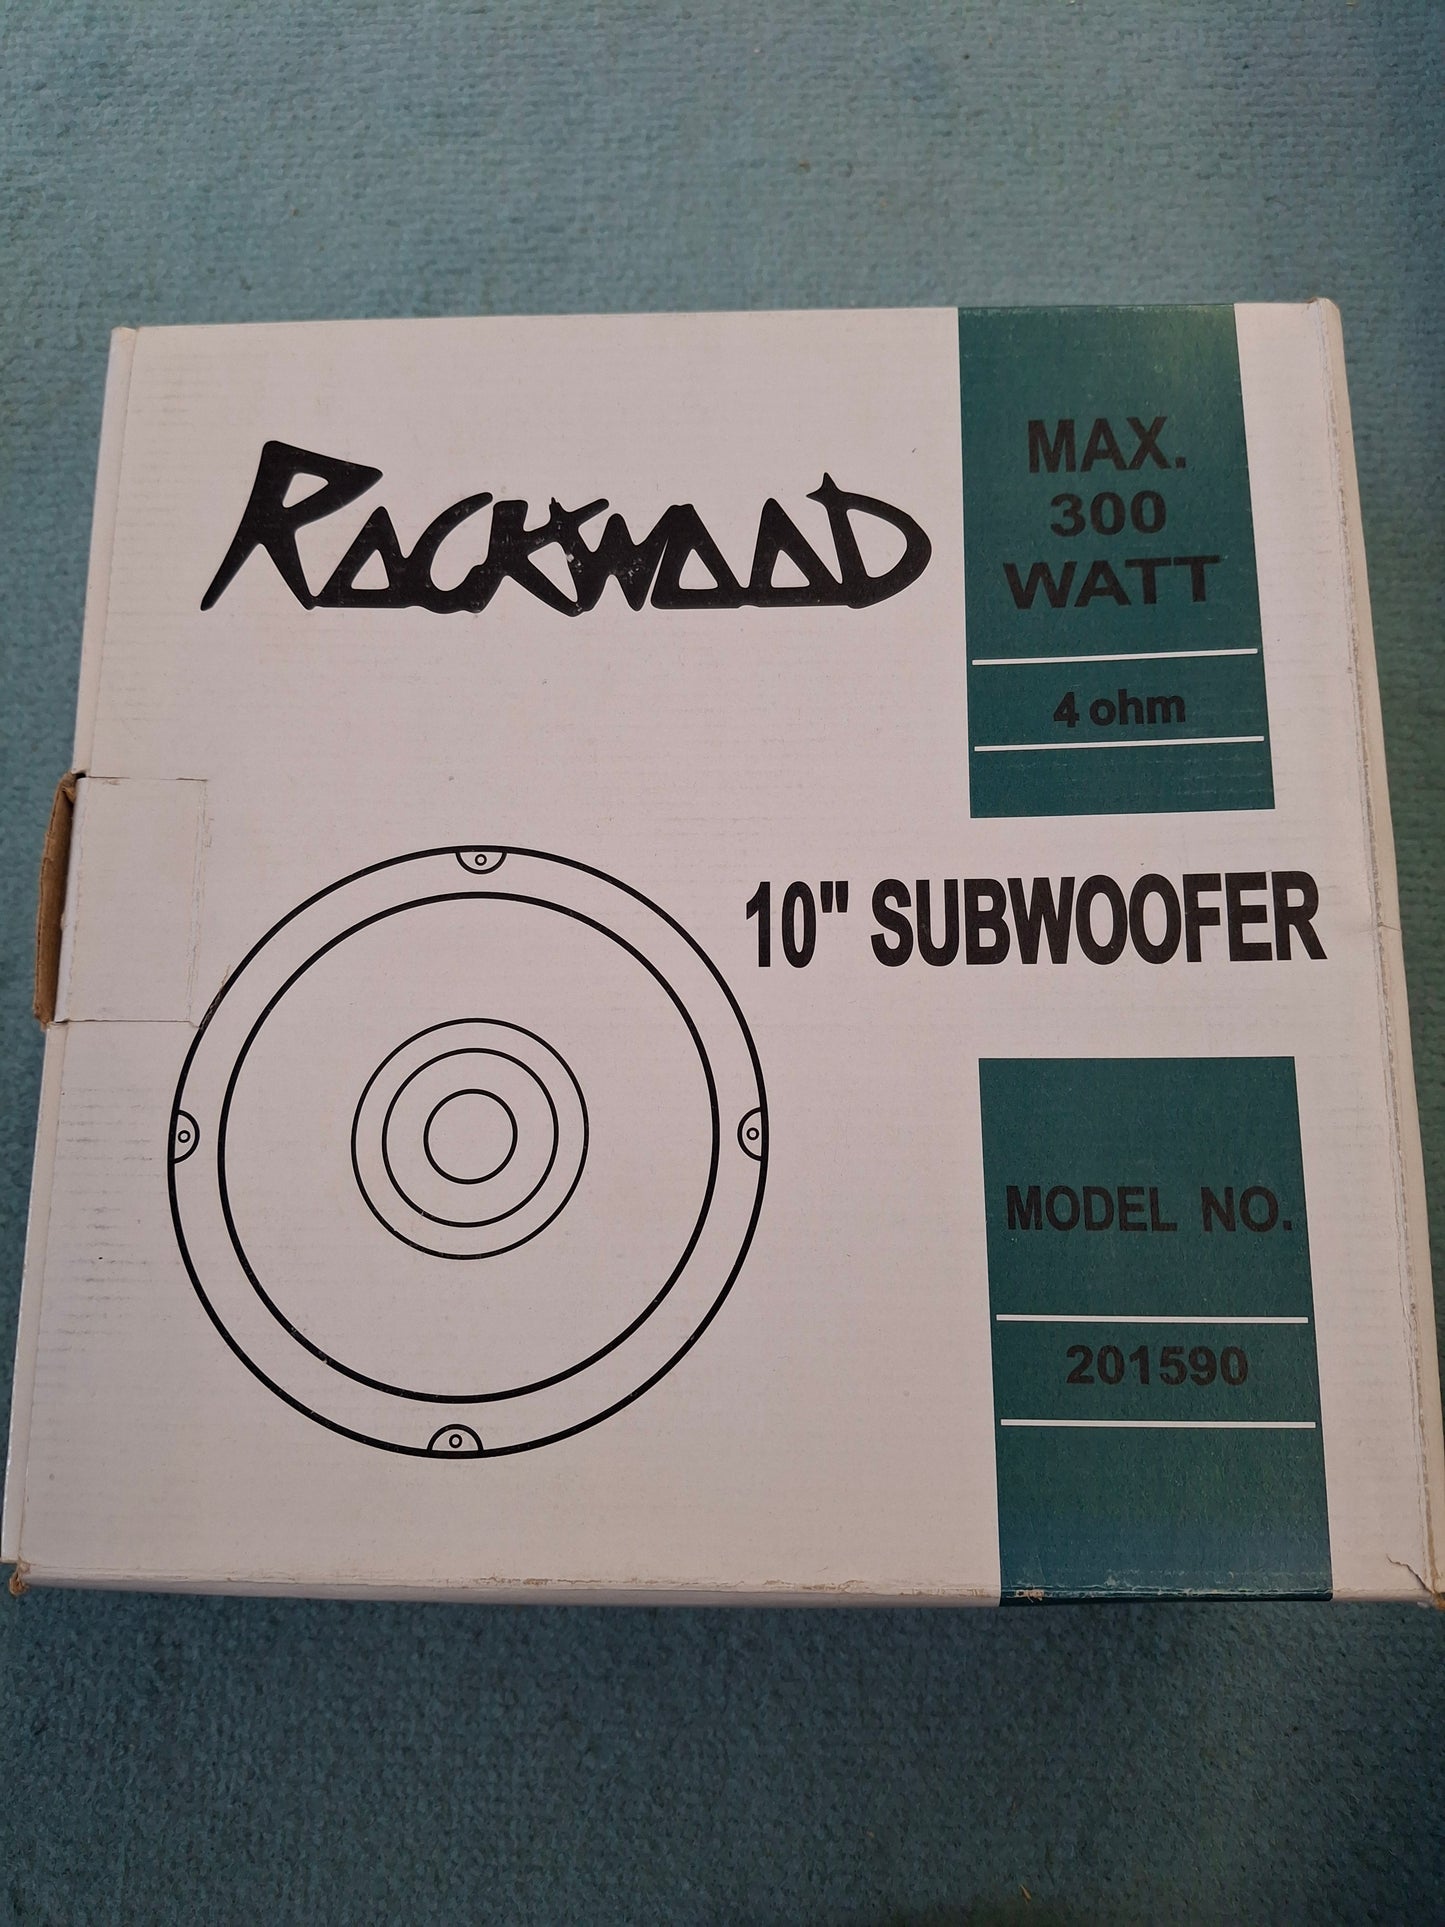 ROCKWOOD
MAX.
300
WATT
4 ohm
10" SUBWOOFER
MODEL NO.
201590